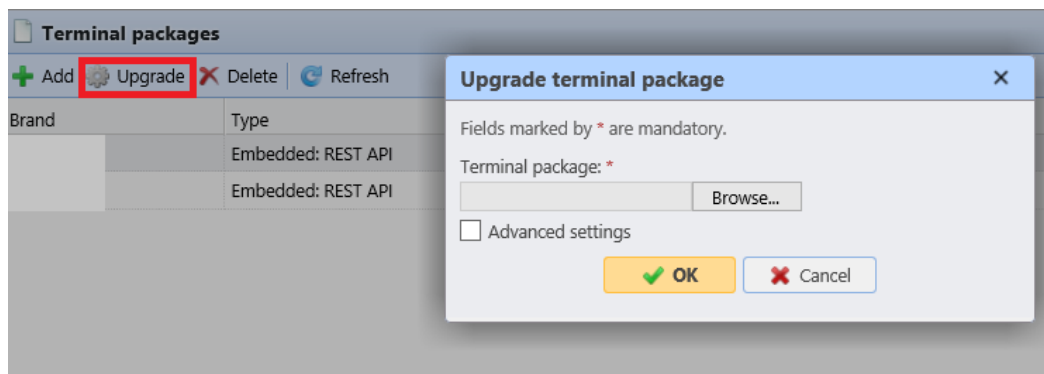 Terminal packages
Add Upgrade Delete Refresh
Brand Type
Embedded: REST API
Embedded: REST API
Upgrade terminal package
Fields marked by * are mandatory.
Terminal package: *
Browse...
Advanced settings
OK Cancel